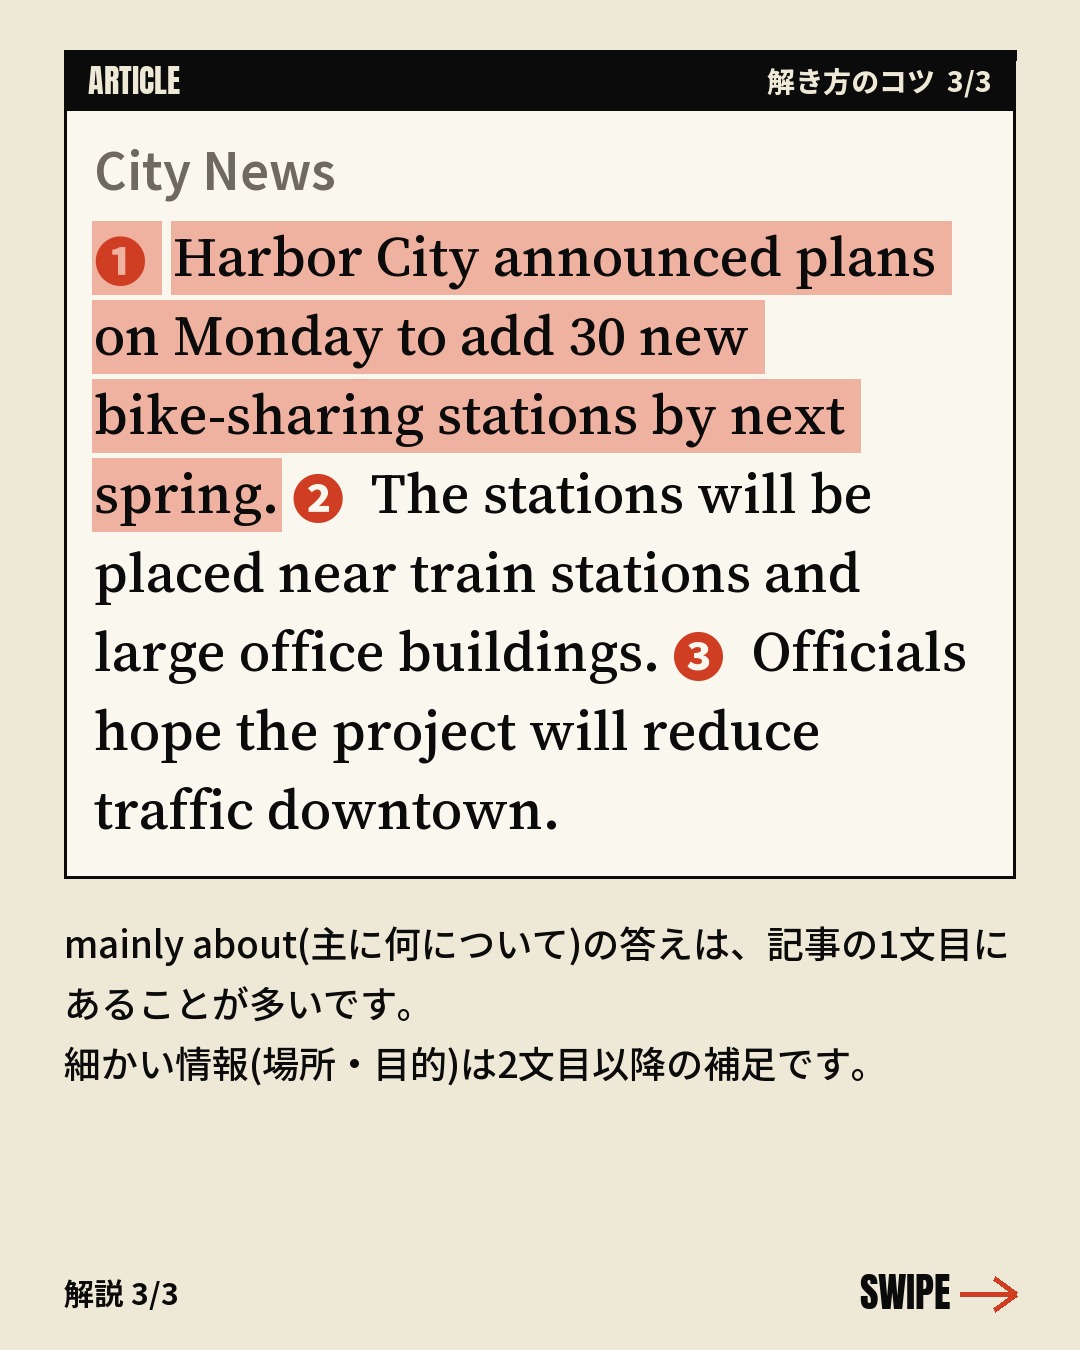 ARTICLE
解き方のコツ 3/3
City News
❶ Harbor City announced plans
on Monday to add 30 new
bike-sharing stations by next
spring. ❷ The stations will be
placed near train stations and
large office buildings. ❸ Officials
hope the project will reduce
traffic downtown.
mainly about(主に何について)の答えは、記事の1文目に
あることが多いです。
細かい情報(場所・目的)は2文目以降の補足です。
解説 3/3
SWIPE →